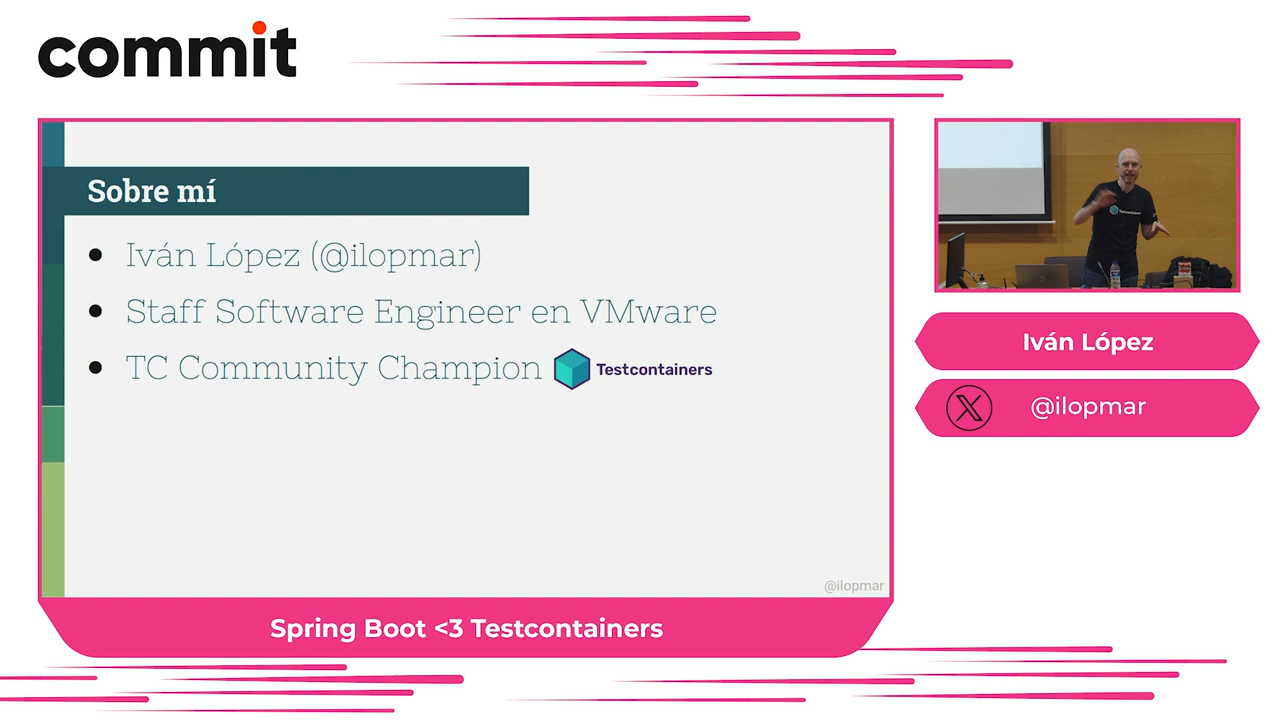 commit
Sobre mí
Iván López (@ilopmar)
Staff Software Engineer en VMware
TC Community Champion Testcontainers
@ilopmar
Spring Boot <3 Testcontainers
Testcontainers
Iván López
@ilopmar